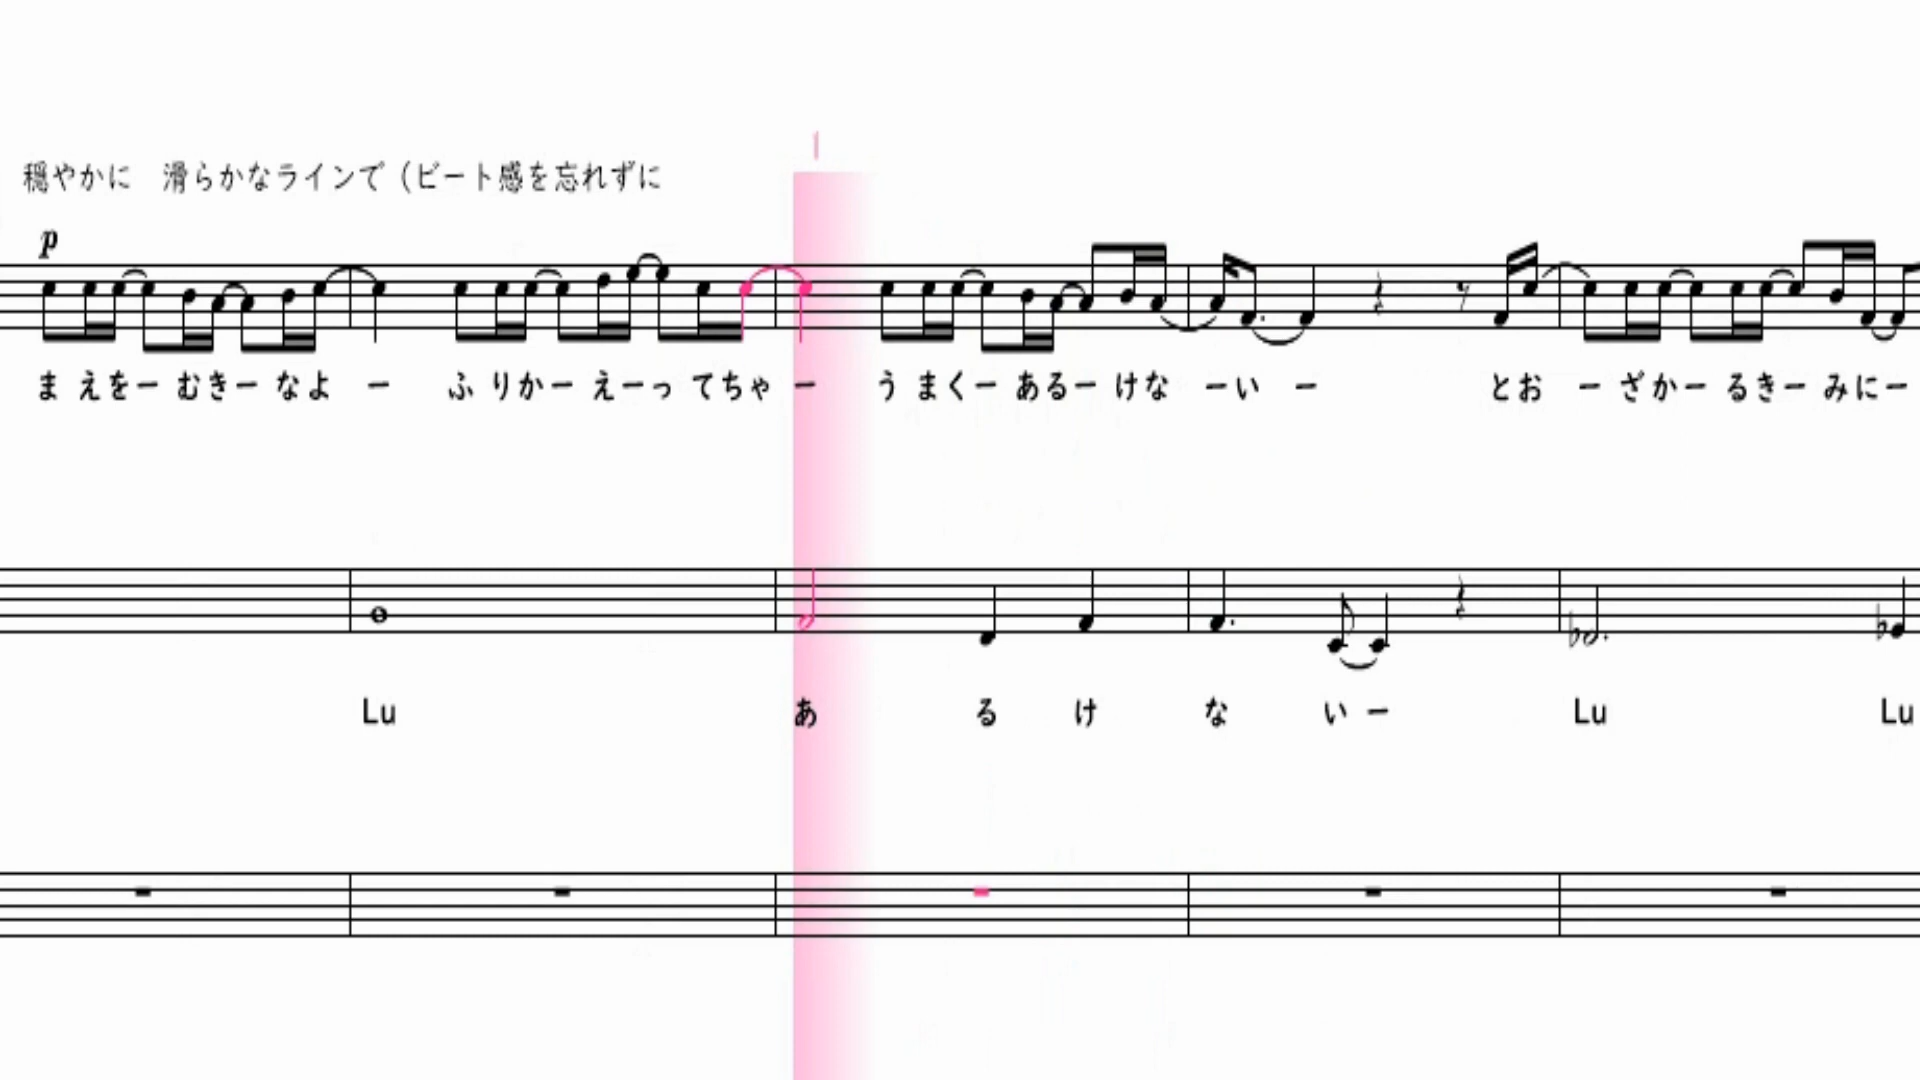 穏やかに　滑らかなラインで（ビート感を忘れずに
p
ま えをー むきー なよ ー ふ りかー えーっ てちゃ ー う まくー あるー けな ーい ー とお ー ざかー るきー みにー
Lu あ る け な い ー Lu Lu